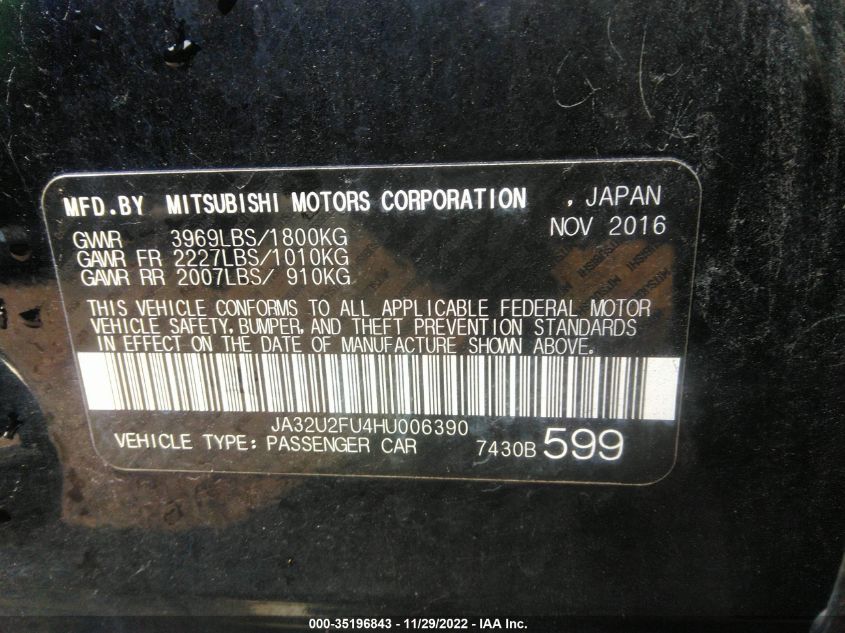 MFD.BY MITSUBISHI MOTORS CORPORATION , JAPAN
NOV 2016
GVWR 3969LBS/1800KG
GAWR FR 2227LBS/1010KG
GAWR RR 2007LBS/ 910KG
THIS VEHICLE CONFORMS TO ALL APPLICABLE FEDERAL MOTOR
VEHICLE SAFETY, BUMPER, AND THEFT PREVENTION STANDARDS
IN EFFECT ON THE DATE OF MANUFACTURE SHOWN ABOVE.
JA32U2FU4HU006390
VEHICLE TYPE: PASSENGER CAR 7430B 599
000-35196843 - 11/29/2022 - IAA Inc.